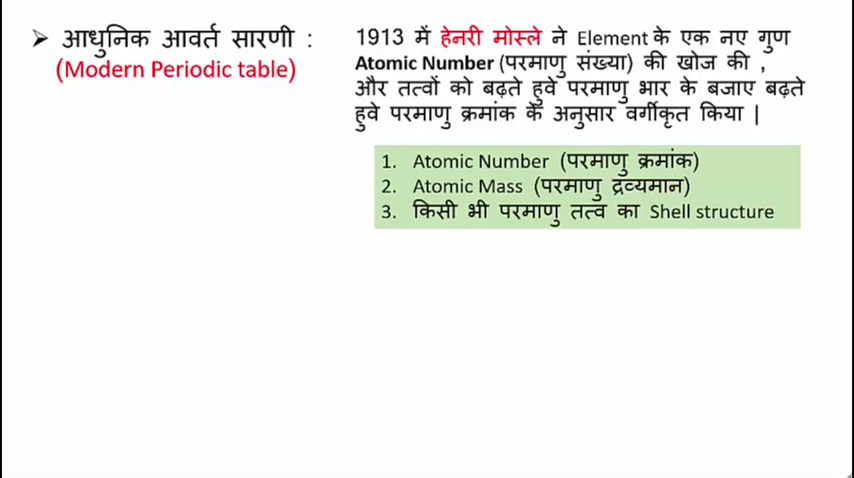 ➤ आधुनिक आवर्त सारणी :
(Modern Periodic table)
1913 में हेनरी मोस्ले ने Element के एक नए गुण
Atomic Number (परमाणु संख्या) की खोज की ,
और तत्वों को बढ़ते हुवे परमाणु भार के बजाए बढ़ते
हुवे परमाणु क्रमांक के अनुसार वर्गीकृत किया |
1. Atomic Number (परमाणु क्रमांक)
2. Atomic Mass (परमाणु द्रव्यमान)
3. किसी भी परमाणु तत्व का Shell structure